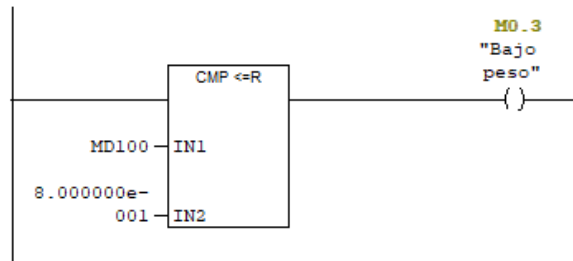 M0.3
"Bajo
peso"
CMP <=R
MD100
IN1
8.000000e-
001
IN2